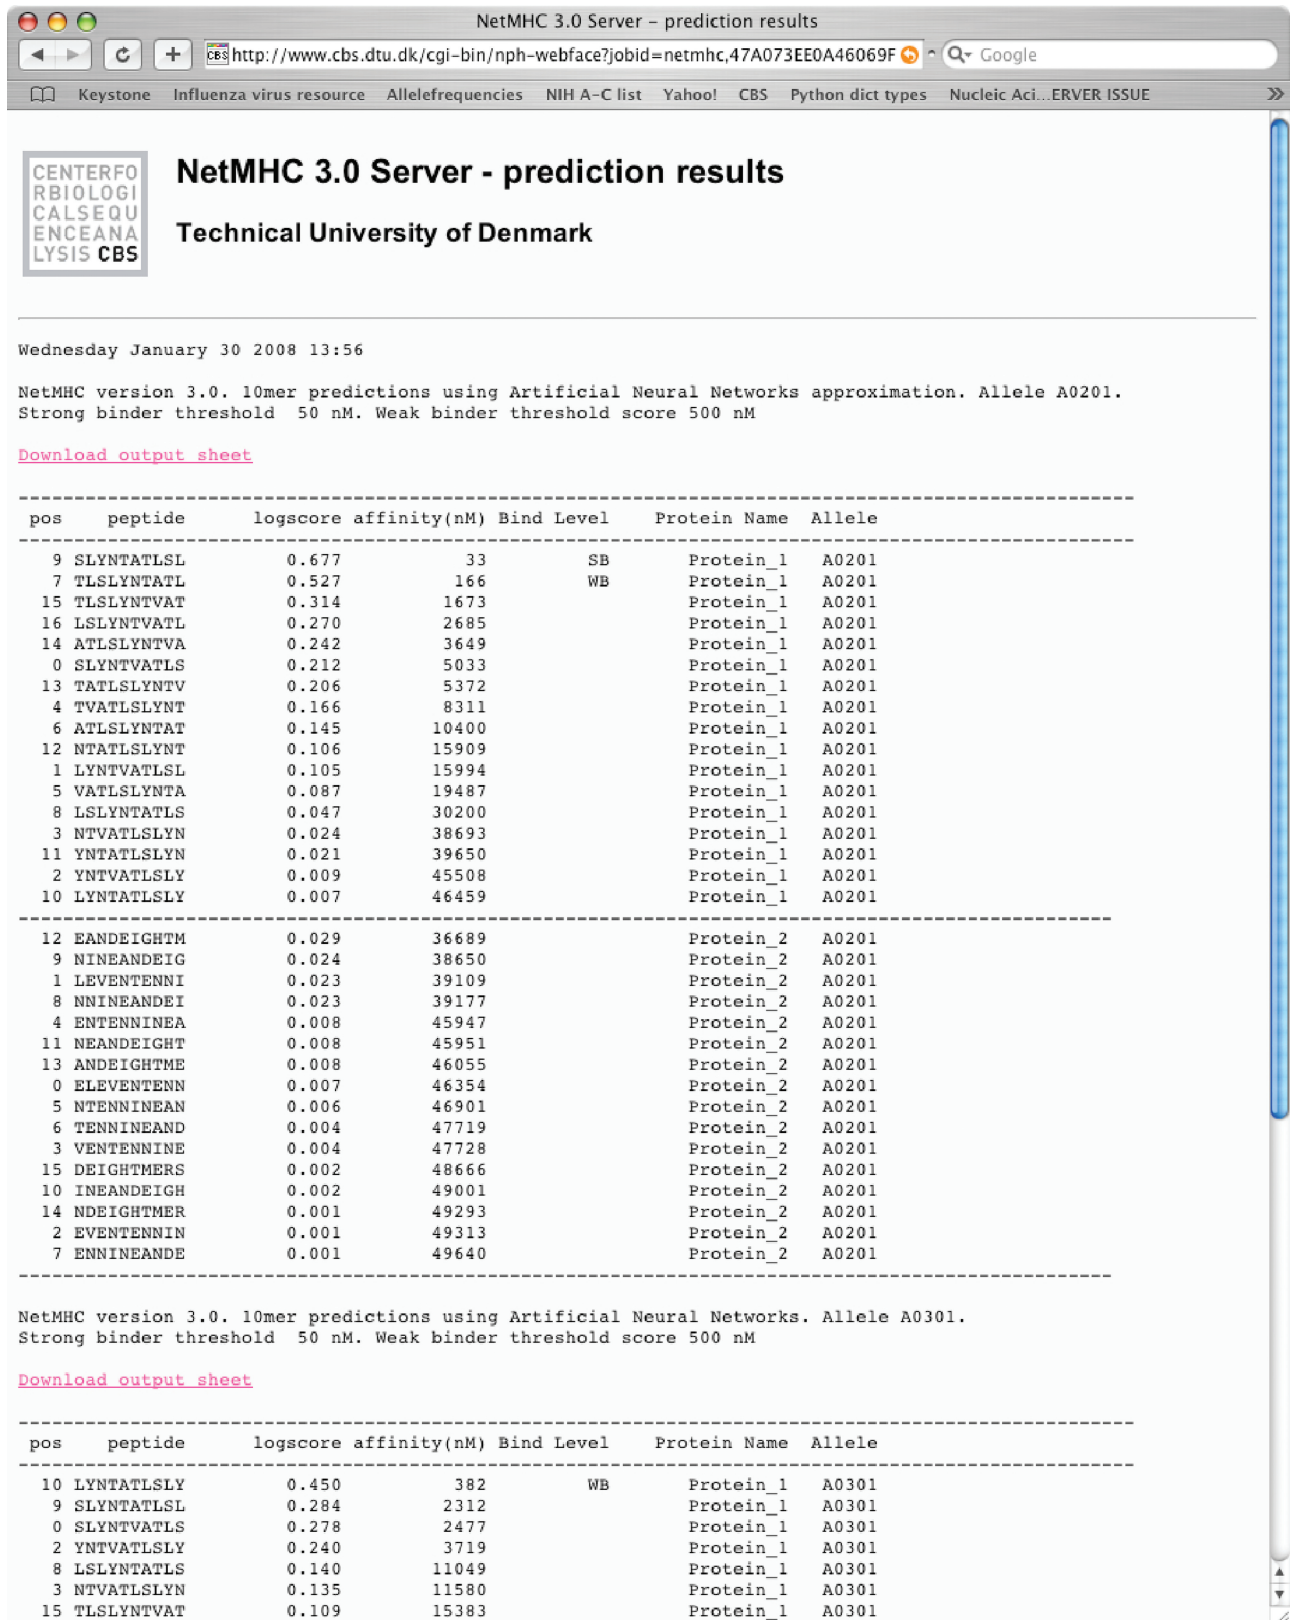 NetMHC 3.0 Server – prediction results
CBS http://www.cbs.dtu.dk/cgi-bin/nph-webface?jobid=netmhc,47A073EE0A46069F Google
Keystone Influenza virus resource Allelefrequencies NIH A-C list Yahoo! CBS Python dict types Nucleic Aci...ERVER ISSUE »
CENTERFO
RBIOLOGI
CALSEQU
ENCEANA
LYSIS CBS
NetMHC 3.0 Server - prediction results
Technical University of Denmark
Wednesday January 30 2008 13:56
NetMHC version 3.0. 10mer predictions using Artificial Neural Networks approximation. Allele A0201.
Strong binder threshold 50 nM. Weak binder threshold score 500 nM
Download output sheet
pos peptide logscore affinity(nM) Bind Level Protein Name Allele
9 SLYNTATLSL 0.677 33 SB Protein_1 A0201
7 TLSLYNTATL 0.527 166 WB Protein_1 A0201
15 TLSLYNTVAT 0.314 1673 Protein_1 A0201
16 LSLYNTVATL 0.270 2685 Protein_1 A0201
14 ATLSLYNTVA 0.242 3649 Protein_1 A0201
0 SLYNTVATLS 0.212 5033 Protein_1 A0201
13 TATLSLYNTV 0.206 5372 Protein_1 A0201
4 TVATLSLYNT 0.166 8311 Protein_1 A0201
6 ATLSLYNTAT 0.145 10400 Protein_1 A0201
12 NTATLSLYNT 0.106 15909 Protein_1 A0201
1 LYNTVATLSL 0.105 15994 Protein_1 A0201
5 VATLSLYNTA 0.087 19487 Protein_1 A0201
8 LSLYNTATLS 0.047 30200 Protein_1 A0201
3 NTVATLSLYN 0.024 38693 Protein_1 A0201
11 YNTATLSLYN 0.021 39650 Protein_1 A0201
2 YNTVATLSLY 0.009 45508 Protein_1 A0201
10 LYNTATLSLY 0.007 46459 Protein_1 A0201
12 EANDEIGHTM 0.029 36689 Protein_2 A0201
9 NINEANDEIG 0.024 38650 Protein_2 A0201
1 LEVENTENNI 0.023 39109 Protein_2 A0201
8 NNINEANDEI 0.023 39177 Protein_2 A0201
4 ENTENNINEA 0.008 45947 Protein_2 A0201
11 NEANDEIGHT 0.008 45951 Protein_2 A0201
13 ANDEIGHTME 0.008 46055 Protein_2 A0201
0 ELEVENTENN 0.007 46354 Protein_2 A0201
5 NTENNINEAN 0.006 46901 Protein_2 A0201
6 TENNINEAND 0.004 47719 Protein_2 A0201
3 VENTENNINE 0.004 47728 Protein_2 A0201
15 DEIGHTMERS 0.002 48666 Protein_2 A0201
10 INEANDEIGH 0.002 49001 Protein_2 A0201
14 NDEIGHTMER 0.001 49293 Protein_2 A0201
2 EVENTENNIN 0.001 49313 Protein_2 A0201
7 ENNINEANDE 0.001 49640 Protein_2 A0201
NetMHC version 3.0. 10mer predictions using Artificial Neural Networks. Allele A0301.
Strong binder threshold 50 nM. Weak binder threshold score 500 nM
Download output sheet
pos peptide logscore affinity(nM) Bind Level Protein Name Allele
10 LYNTATLSLY 0.450 382 WB Protein_1 A0301
9 SLYNTATLSL 0.284 2312 Protein_1 A0301
0 SLYNTVATLS 0.278 2477 Protein_1 A0301
2 YNTVATLSLY 0.240 3719 Protein_1 A0301
8 LSLYNTATLS 0.140 11049 Protein_1 A0301
3 NTVATLSLYN 0.135 11580 Protein_1 A0301
15 TLSLYNTVAT 0.109 15383 Protein_1 A0301